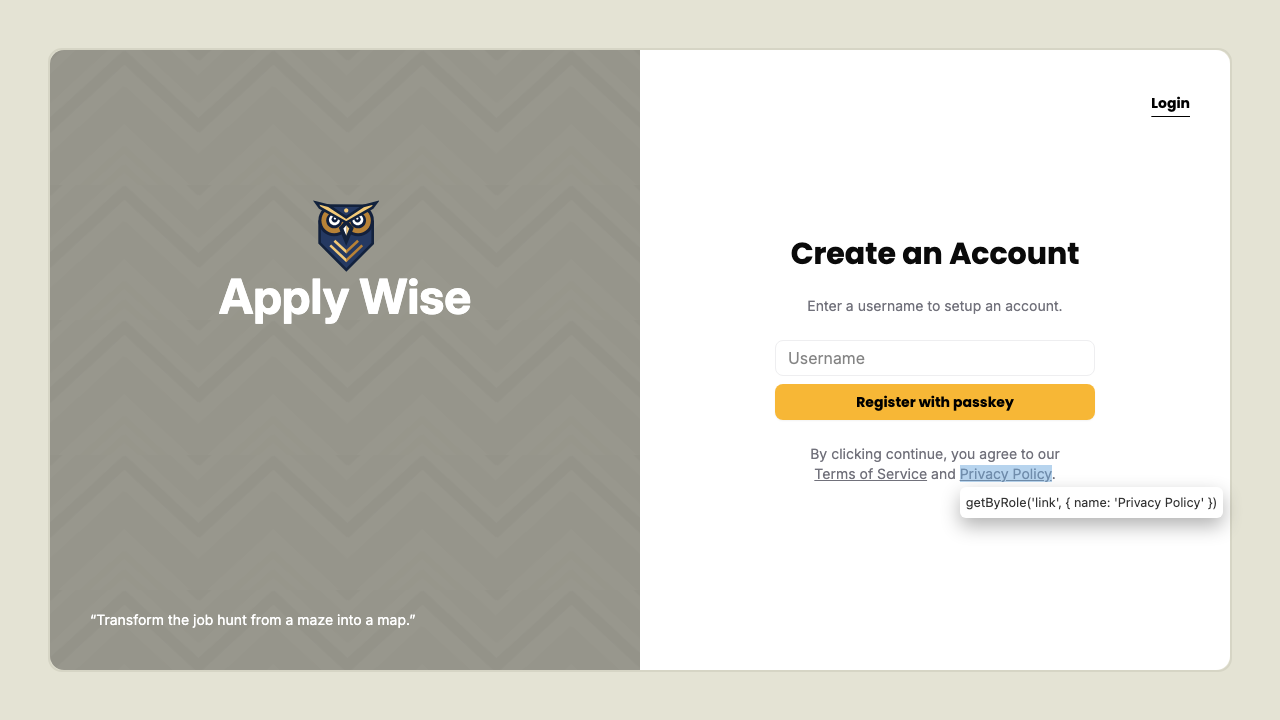 Login
Apply Wise
Create an Account
Enter a username to setup an account.
Username
Register with passkey
By clicking continue, you agree to our
Terms of Service and Privacy Policy.
getByRole('link', { name: 'Privacy Policy' })
“Transform the job hunt from a maze into a map.”